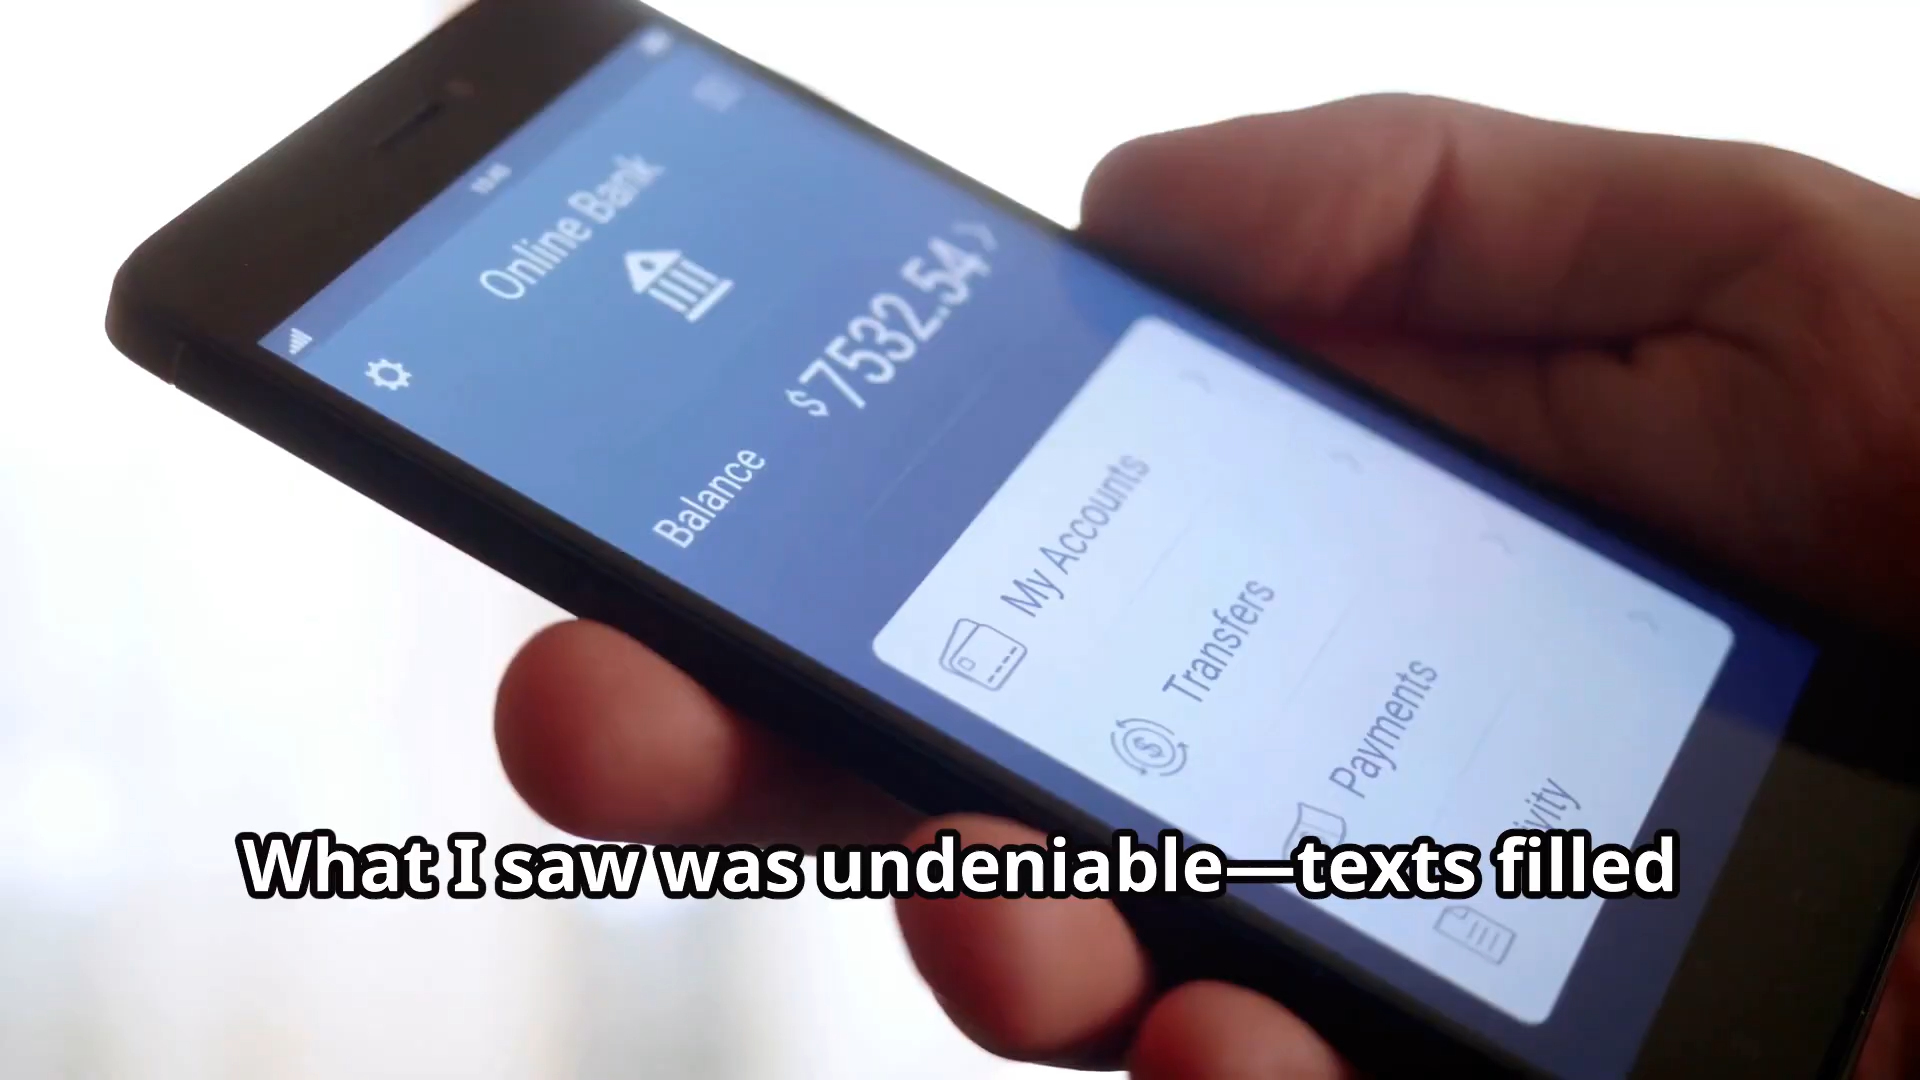 Online Bank
Balance
$7532.54
My Accounts
Transfers
Payments
What I saw was undeniable—texts filled